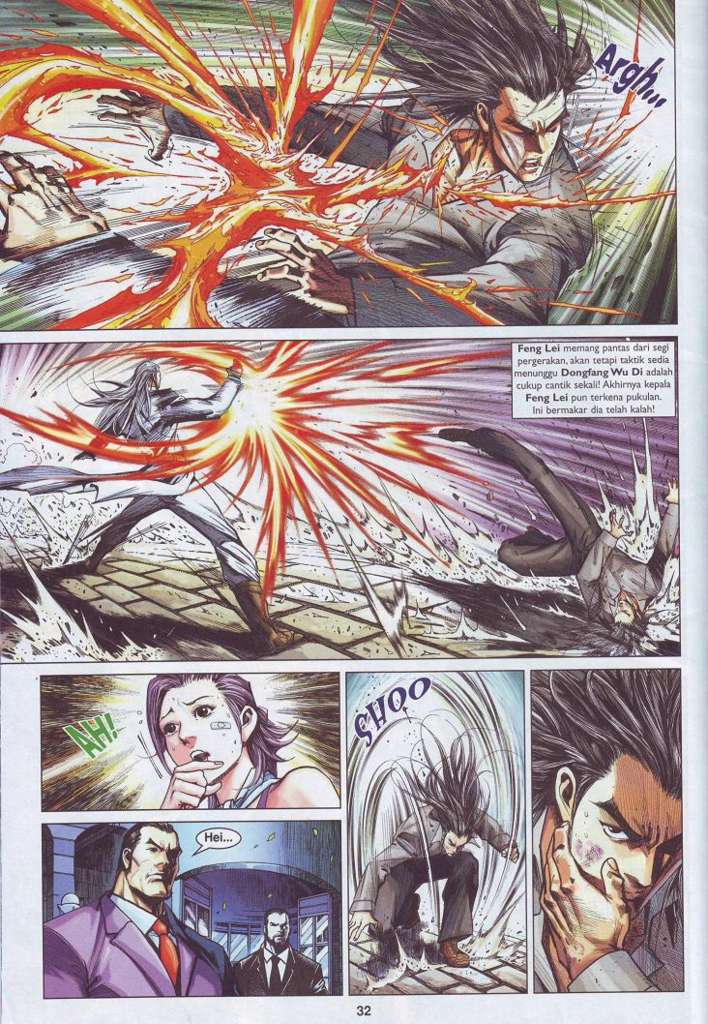 Argh...
Feng Lei memang pantas dari segi
pergerakan, akan tetapi taktik sedia
menunggu Dongfang Wu Di adalah
cukup cantik sekali! Akhirnya kepala
Feng Lei pun terkena pukulan.
Ini bermakar dia telah kalah!
AH!
SHOO
Hei...
32